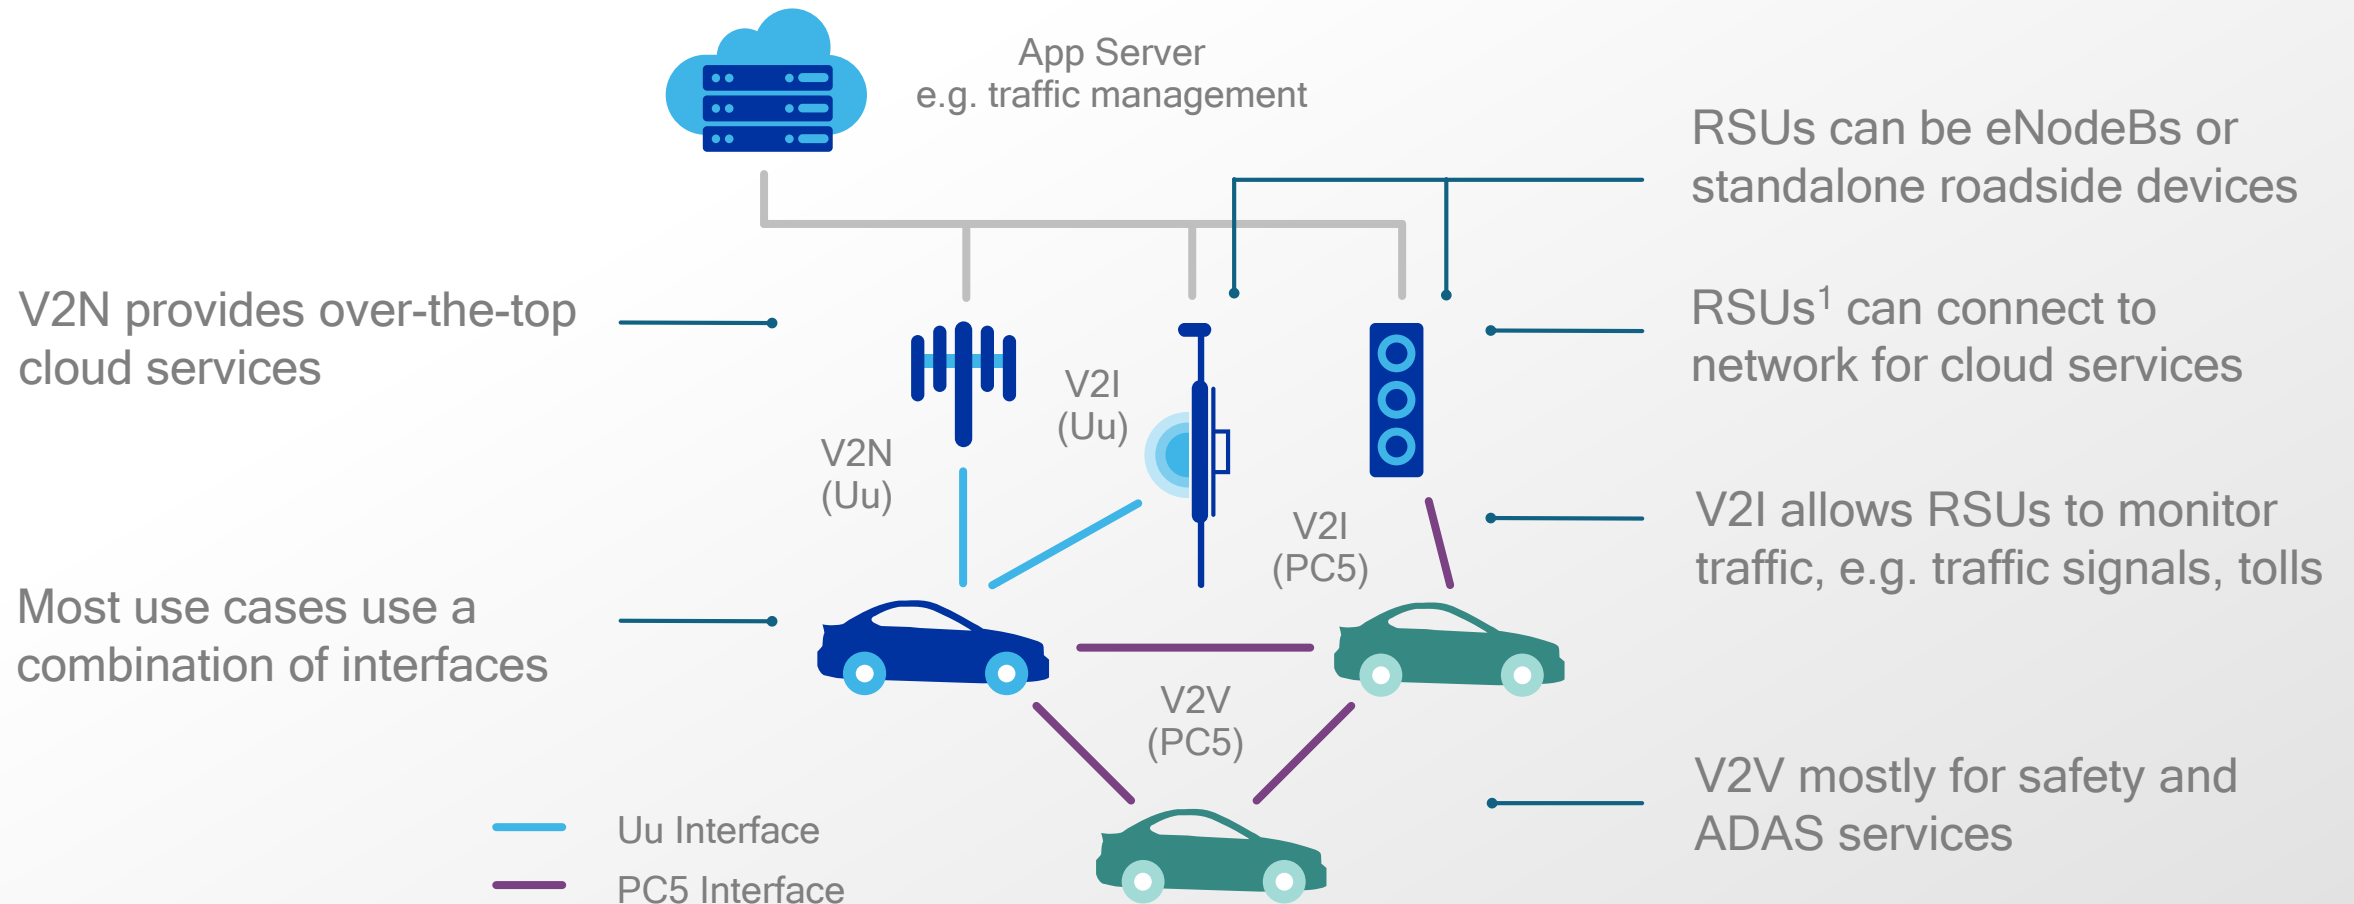 App Server
e.g. traffic management
RSUs can be eNodeBs or
standalone roadside devices
V2N provides over-the-top
cloud services
RSUs¹ can connect to
network for cloud services
V2I
(Uu)
V2N
(Uu)
V2I
(PC5)
V2I allows RSUs to monitor
traffic, e.g. traffic signals, tolls
Most use cases use a
combination of interfaces
V2V
(PC5)
V2V mostly for safety and
ADAS services
Uu Interface
PC5 Interface